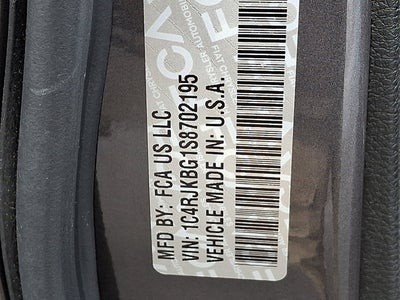 MFD BY: FCA US LLC
VIN: 1C4RJKBG1S8702195
VEHICLE MADE IN: U.S.A.